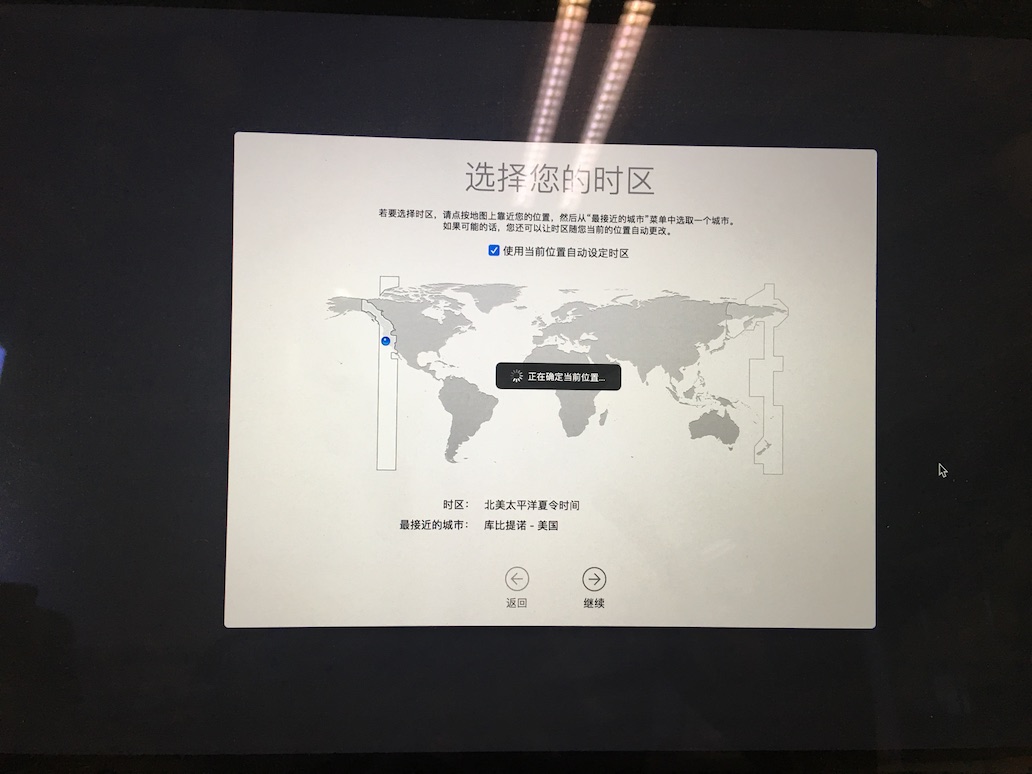 选择您的时区
若要选择时区，请点按地图上靠近您的位置，然后从“最接近的城市”菜单中选取一个城市。
如果可能的话，您还可以让时区随您当前的位置自动更改。
使用当前位置自动设定时区
正在确定当前位置...
时区： 北美太平洋夏令时间
最接近的城市： 库比提诺 - 美国
返回 继续